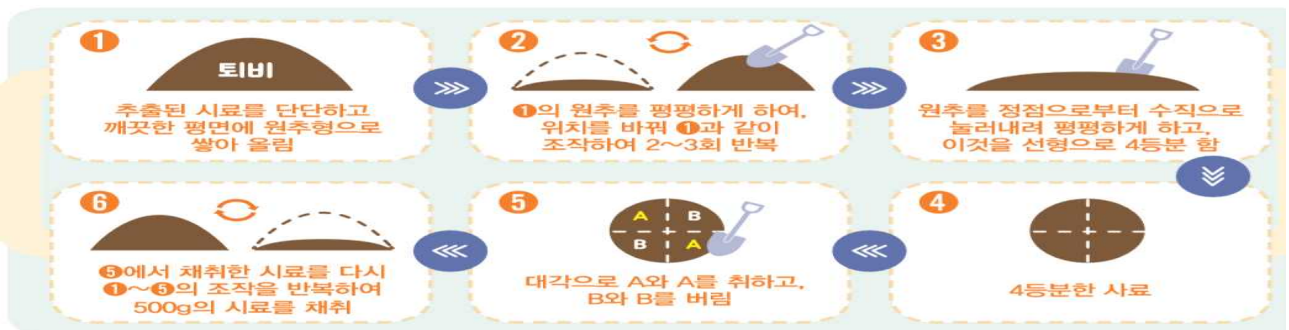 1
퇴비
추출된 시료를 단단하고
깨끗한 평면에 원추형으로
쌓아 올림
2
❶의 원추를 평평하게 하여,
위치를 바꿔 ❶과 같이
조작하여 2~3회 반복
3
원추를 정점으로부터 수직으로
눌러내려 평평하게 하고,
이것을 선형으로 4등분 함
4
4등분한 사료
5
A B
B A
대각으로 A와 A를 취하고,
B와 B를 버림
6
❺에서 채취한 시료를 다시
❶~❺의 조작을 반복하여
500g의 시료를 채취